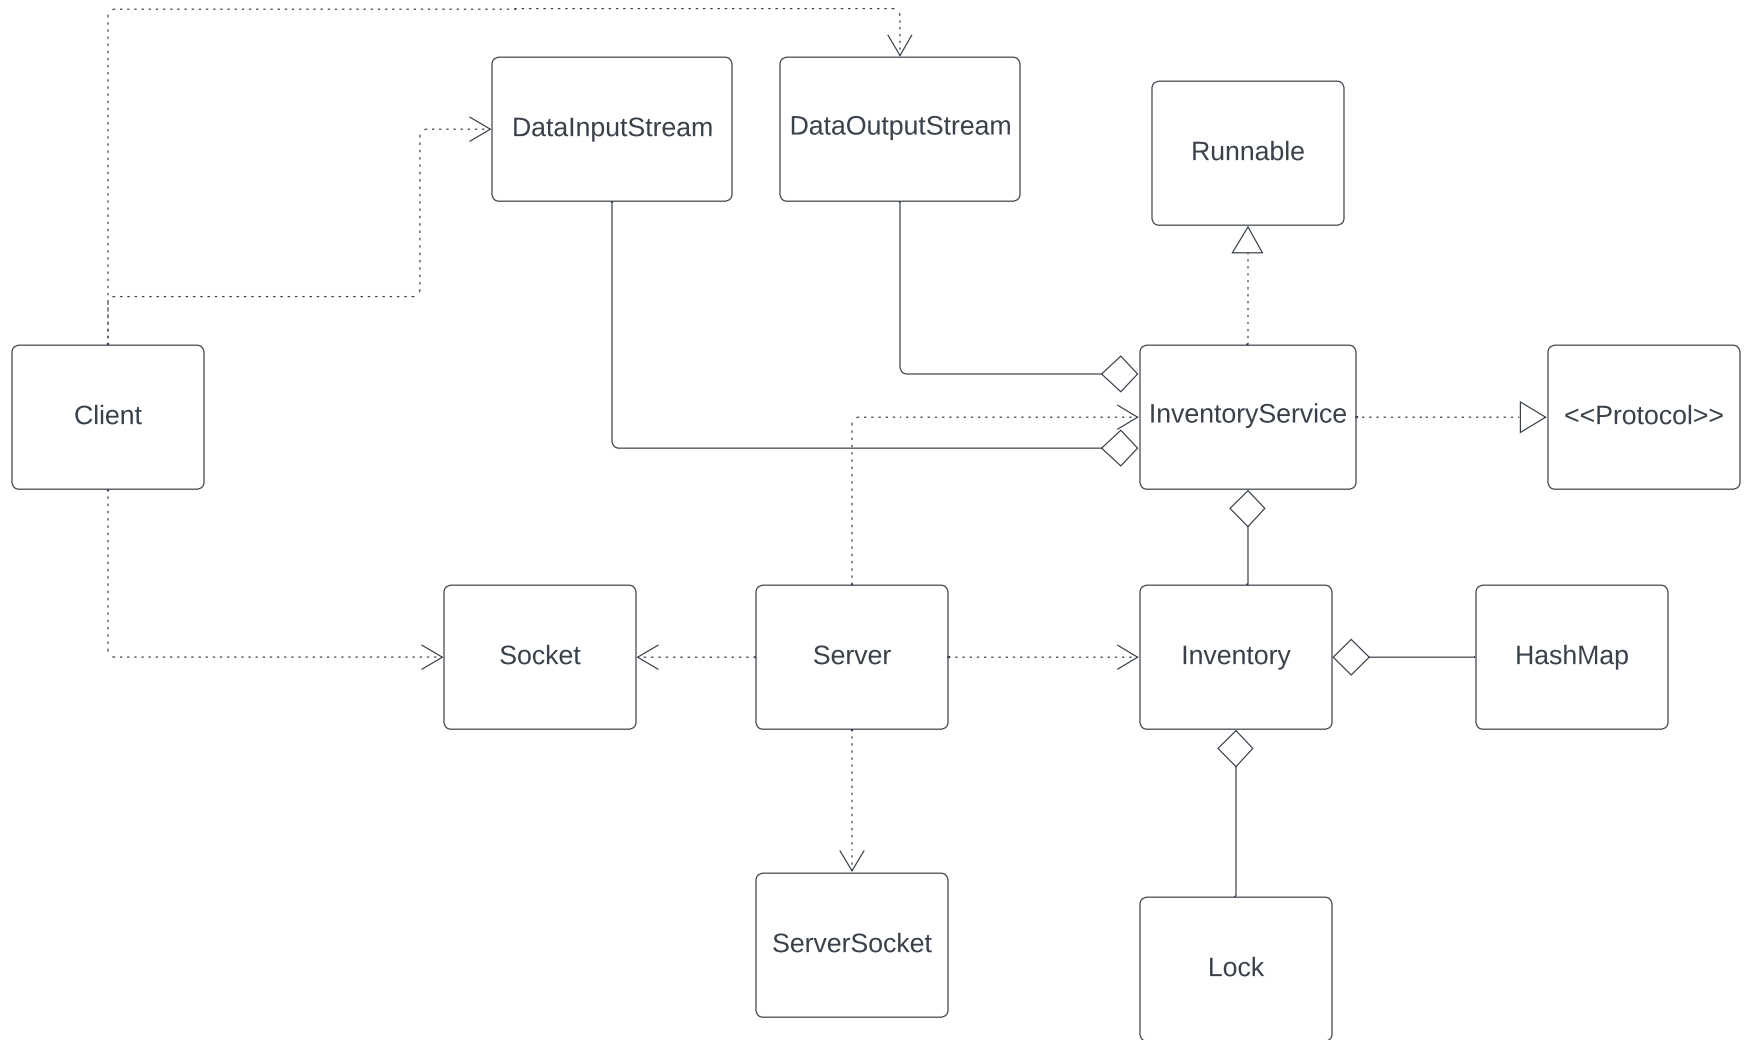 DataInputStream
DataOutputStream
Runnable
Client
InventoryService
<<Protocol>>
Socket
Server
Inventory
HashMap
ServerSocket
Lock